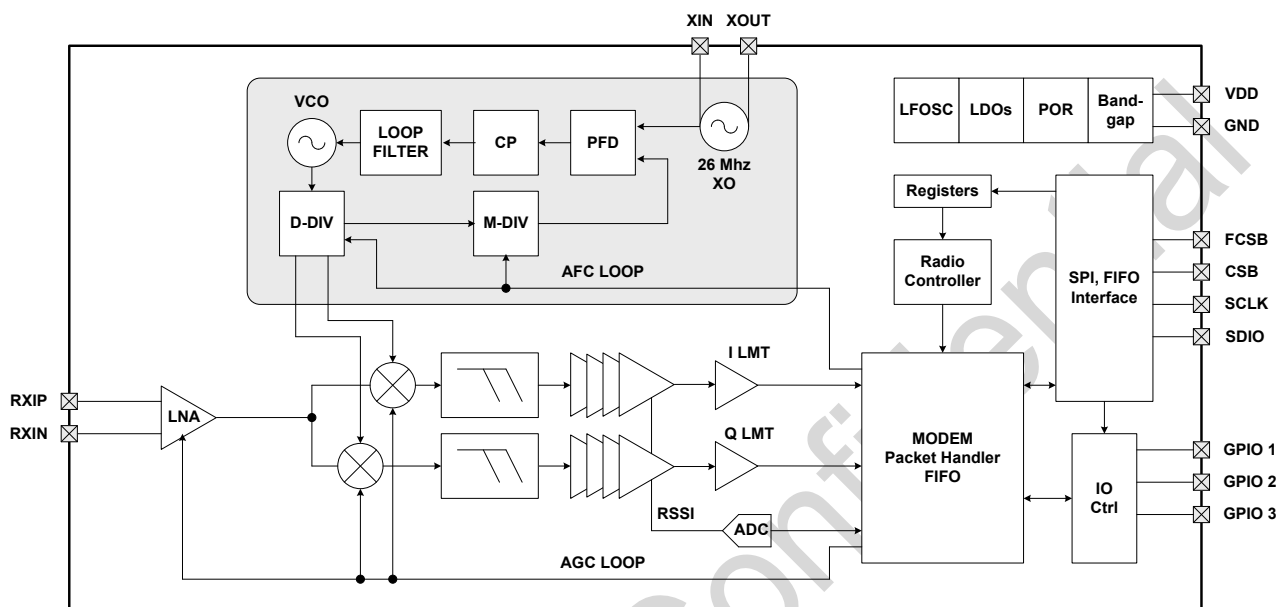 XIN XOUT
VCO
LOOP
FILTER
CP
PFD
26 Mhz
XO
D-DIV
M-DIV
AFC LOOP
LFOSC
LDOs
POR
Band-
gap
VDD
GND
Registers
Radio
Controller
SPI, FIFO
Interface
FCSB
CSB
SCLK
SDIO
RXIP
RXIN
LNA
I LMT
Q LMT
RSSI
ADC
AGC LOOP
MODEM
Packet Handler
FIFO
IO
Ctrl
GPIO 1
GPIO 2
GPIO 3
Confidential